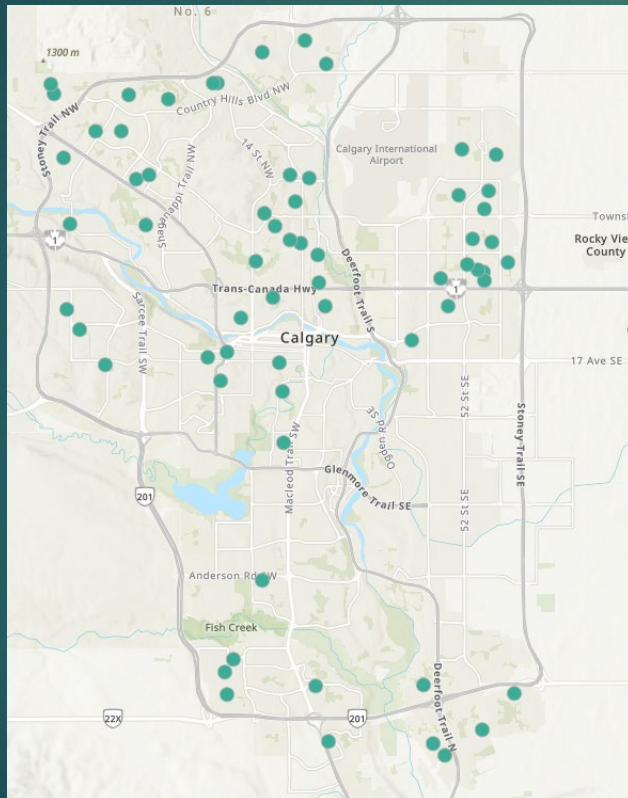 No. 6
1300 m
Country Hills Blvd NW
Stoney Trail NW
14 St NW
Calgary International
Airport
Shaganappi Trail NW
Townsh
Rocky Vie
County
1
Deerfoot Trail S
Trans-Canada Hwy
1
Sarcee Trail SW
Calgary
17 Ave SE
52 St SE
Stoney Trail SE
Ogden Rd SE
Macleod Trail SW
Glenmore Trail SE
201
52 St SE
Anderson Rd SW
Fish Creek
Deerfoot Trail N
22X
201